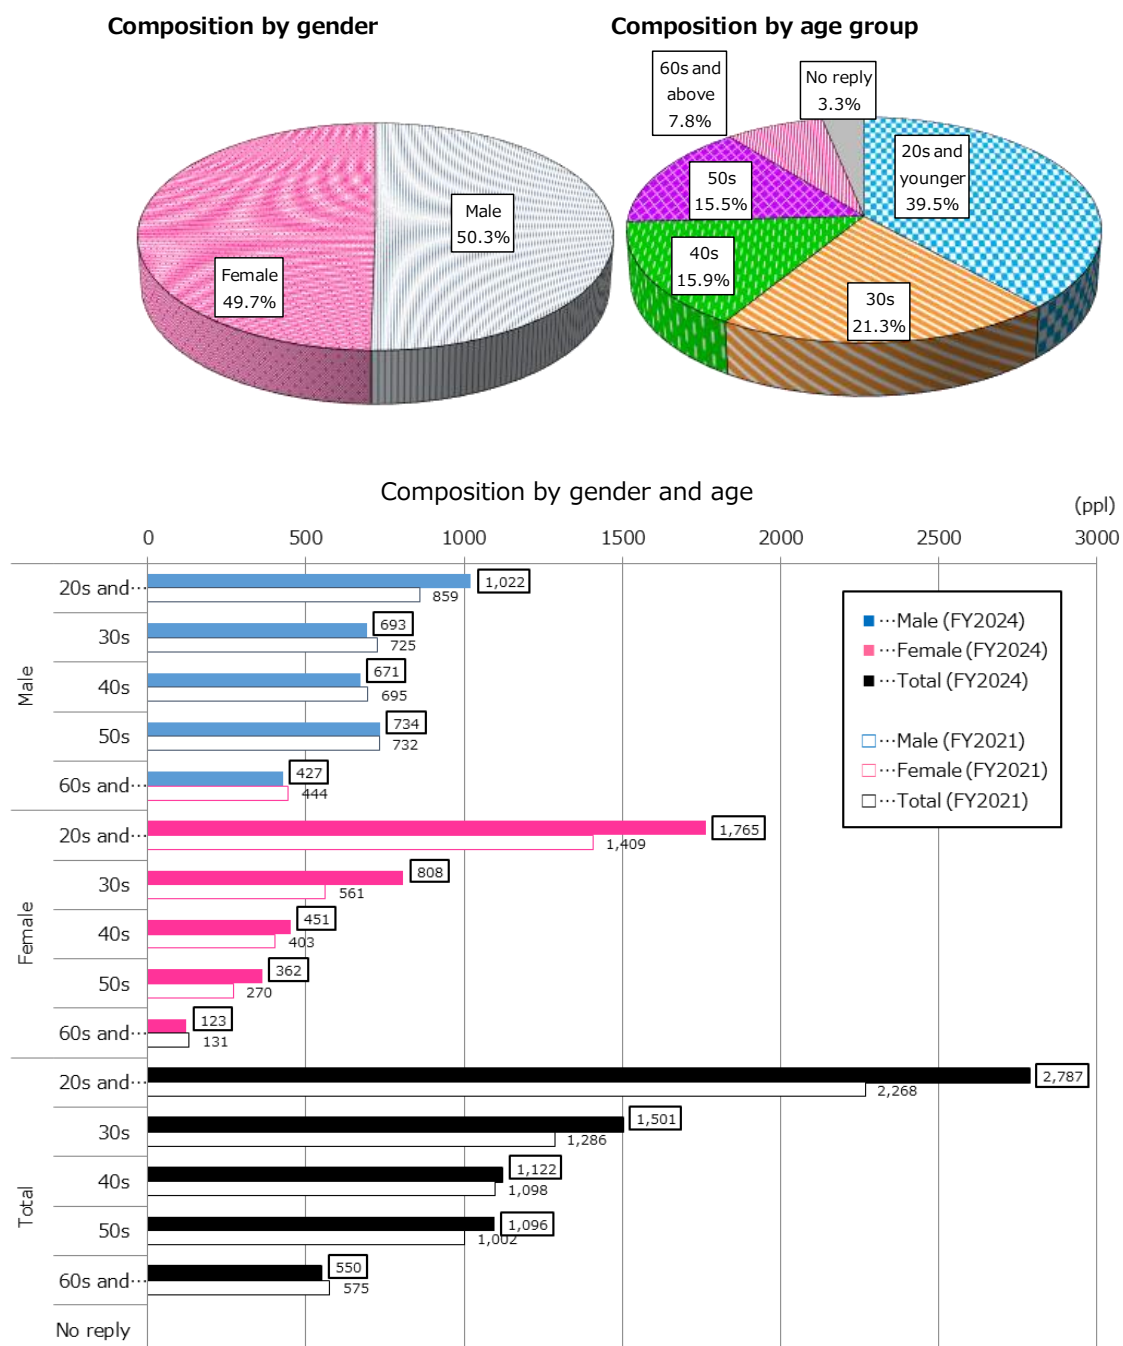 Composition by gender
Composition by age group
60s and
above
7.8%
No reply
3.3%
20s and
younger
39.5%
50s
15.5%
Male
50.3%
40s
15.9%
Female
49.7%
30s
21.3%
Composition by gender and age
(ppl)
0 500 1000 1500 2000 2500 3000
Male
20s and… 1,022
859
30s 693
725
40s 671
695
50s 734
732
60s and… 427
444
Female
20s and… 1,765
1,409
30s 808
561
40s 451
403
50s 362
270
60s and… 123
131
Total
20s and… 2,787
2,268
30s 1,501
1,286
40s 1,122
1,098
50s 1,096
1,002
60s and… 550
575
No reply
…Male (FY2024)
…Female (FY2024)
…Total (FY2024)
…Male (FY2021)
…Female (FY2021)
…Total (FY2021)